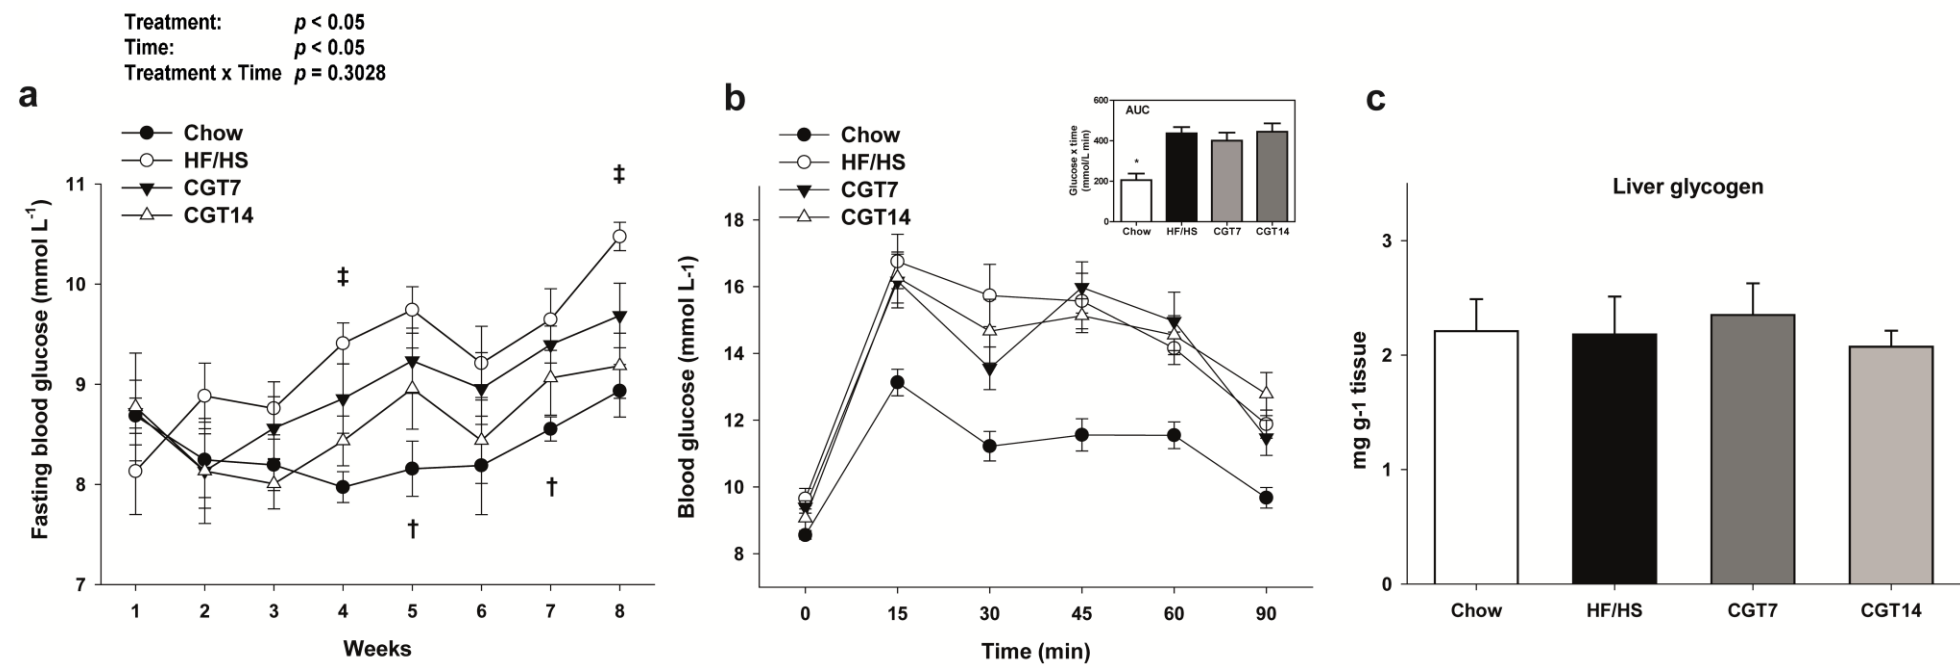 Treatment: p < 0.05
Time: p < 0.05
Treatment x Time p = 0.3028
a
Chow
HF/HS
CGT7
CGT14
‡
‡
†
†
11
10
9
8
7
Fasting blood glucose (mmol L-1)
1 2 3 4 5 6 7 8
Weeks
b
Chow
HF/HS
CGT7
CGT14
AUC
600
400
200
0
Glucose x time
(mmol/L min)
*
Chow HF/HS CGT7 CGT14
18
16
14
12
10
8
Blood glucose (mmol L-1)
0 15 30 45 60 90
Time (min)
c
Liver glycogen
3
2
1
0
mg g-1 tissue
Chow HF/HS CGT7 CGT14